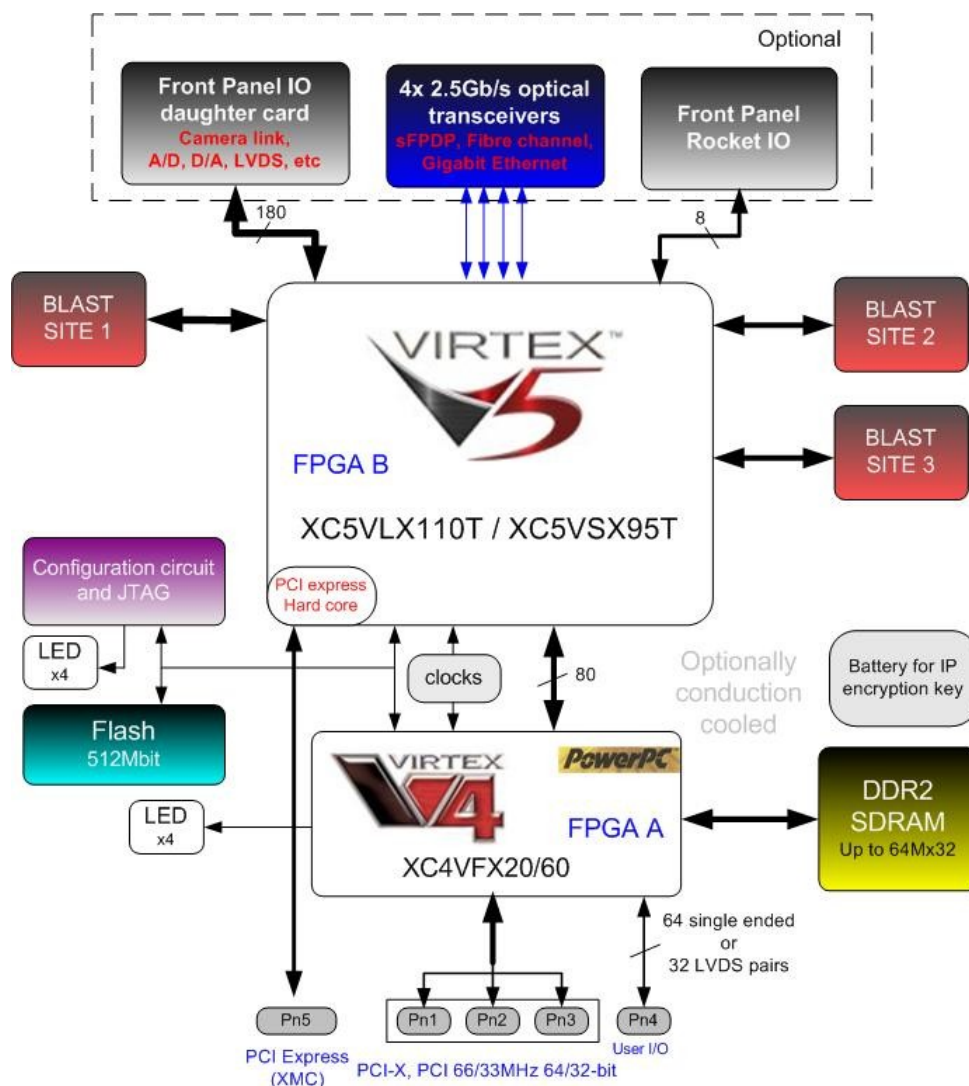 Optional
Front Panel IO
daughter card
Camera link,
A/D, D/A, LVDS, etc
4x 2.5Gb/s optical
transceivers
sFPDP, Fibre channel,
Gigabit Ethernet
Front Panel
Rocket IO
180
8
BLAST
SITE 1
VIRTEX™
5
BLAST
SITE 2
FPGA B
BLAST
SITE 3
XC5VLX110T / XC5VSX95T
Configuration circuit
and JTAG
PCI express
Hard core
LED
x4
clocks
80
Optionally
conduction
cooled
Battery for IP
encryption key
Flash
512Mbit
VIRTEX
4
PowerPC™
FPGA A
LED
x4
XC4VFX20/60
DDR2
SDRAM
Up to 64Mx32
64 single ended
or
32 LVDS pairs
Pn5
Pn1
Pn2
Pn3
Pn4
PCI Express
(XMC)
PCI-X, PCI 66/33MHz 64/32-bit
User I/O